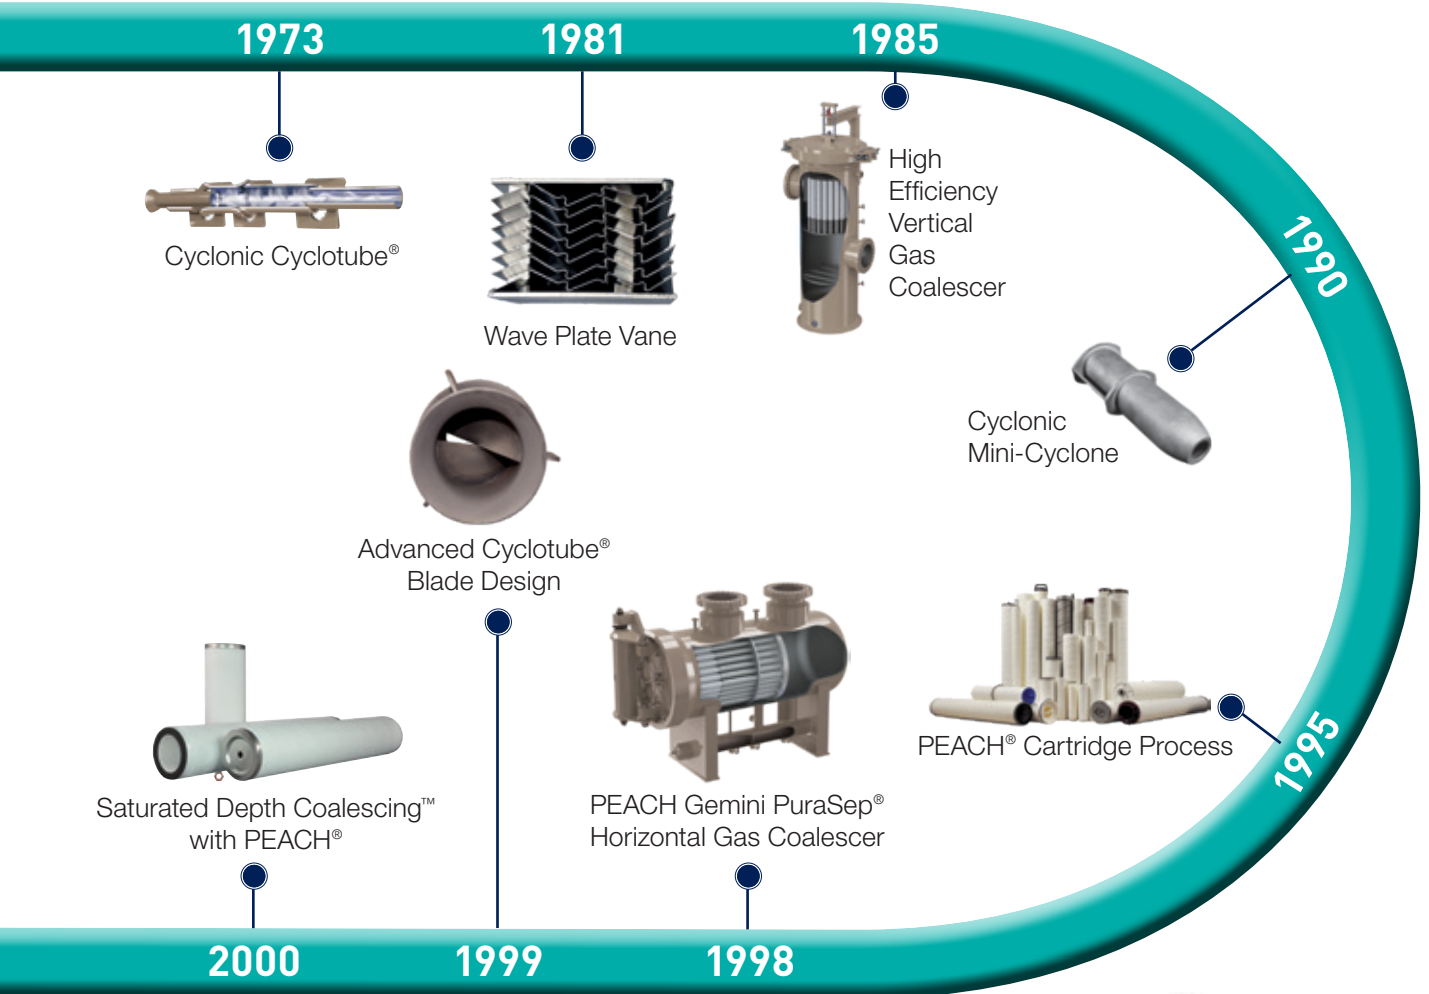 1973
1981
1985
Cyclonic Cyclotube®
Wave Plate Vane
High
Efficiency
Vertical
Gas
Coalescer
1990
Cyclonic
Mini-Cyclone
1995
PEACH® Cartridge Process
PEACH Gemini PuraSep®
Horizontal Gas Coalescer
1998
Advanced Cyclotube®
Blade Design
1999
Saturated Depth Coalescing™
with PEACH®
2000